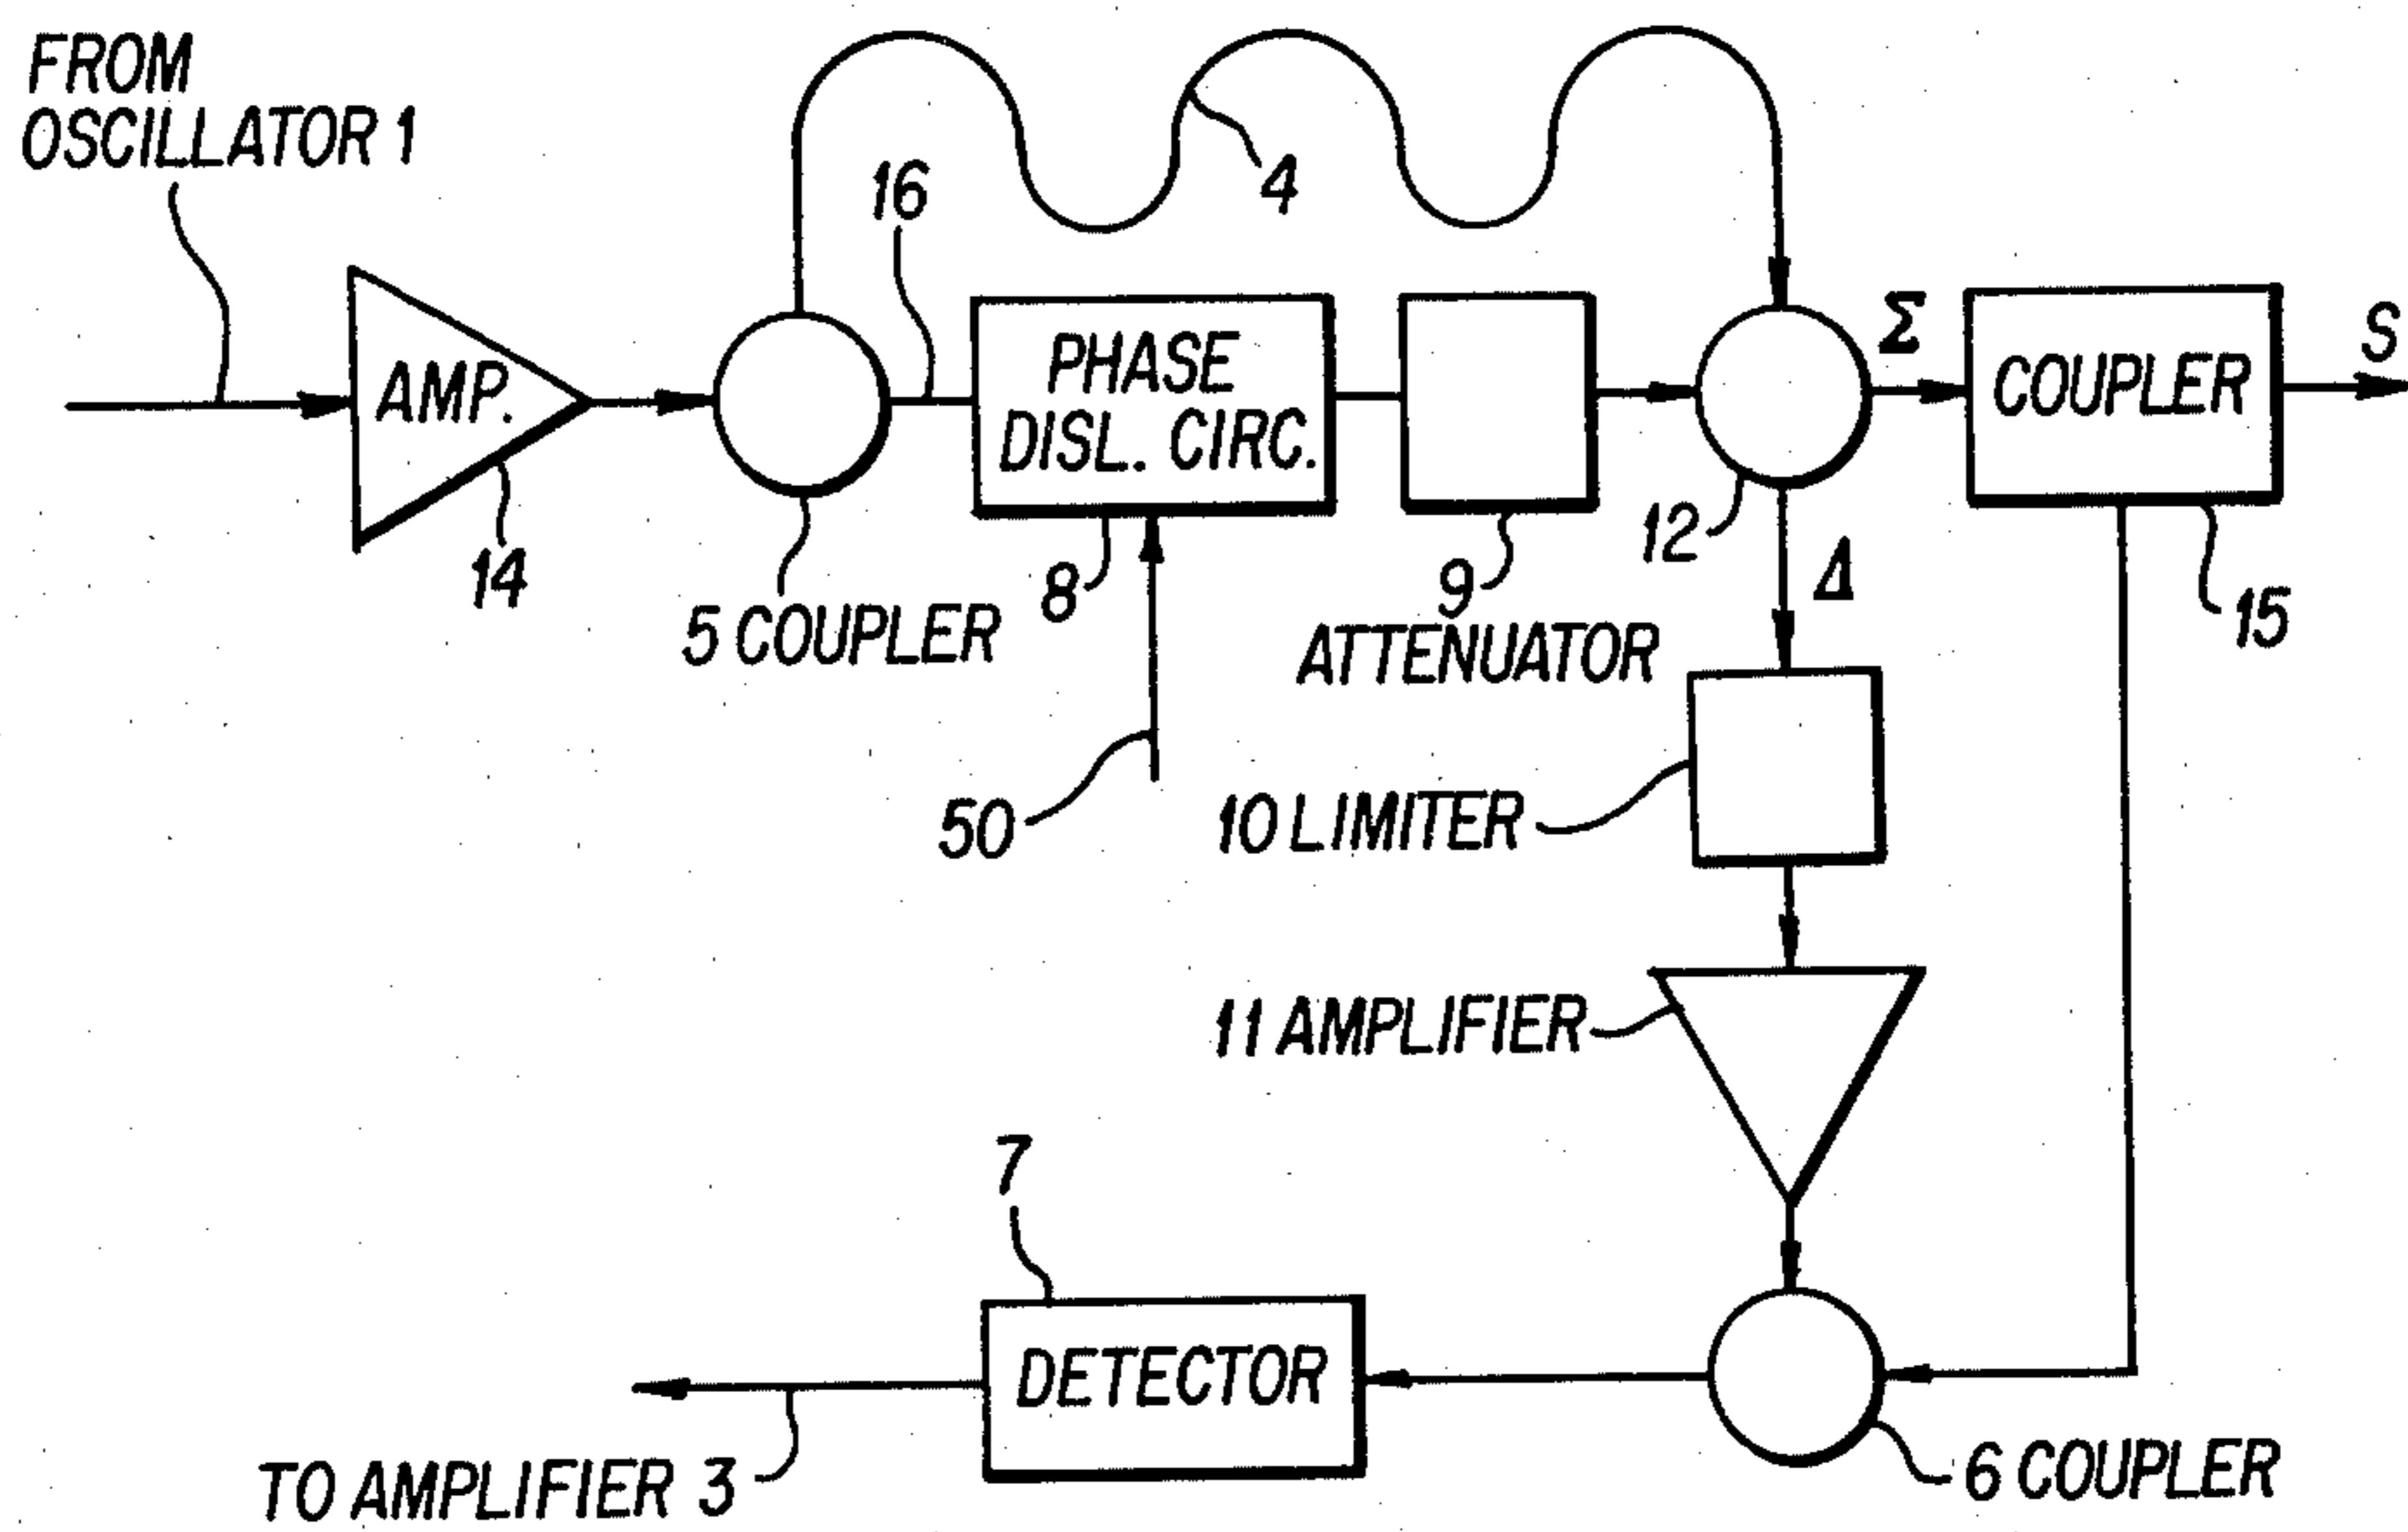 FROM
OSCILLATOR 1
4
16
AMP.
PHASE
DISL. CIRC.
Σ
COUPLER
S
14
5 COUPLER
8
9
ATTENUATOR
12
Δ
15
50
10 LIMITER
11 AMPLIFIER
7
DETECTOR
TO AMPLIFIER 3
6 COUPLER